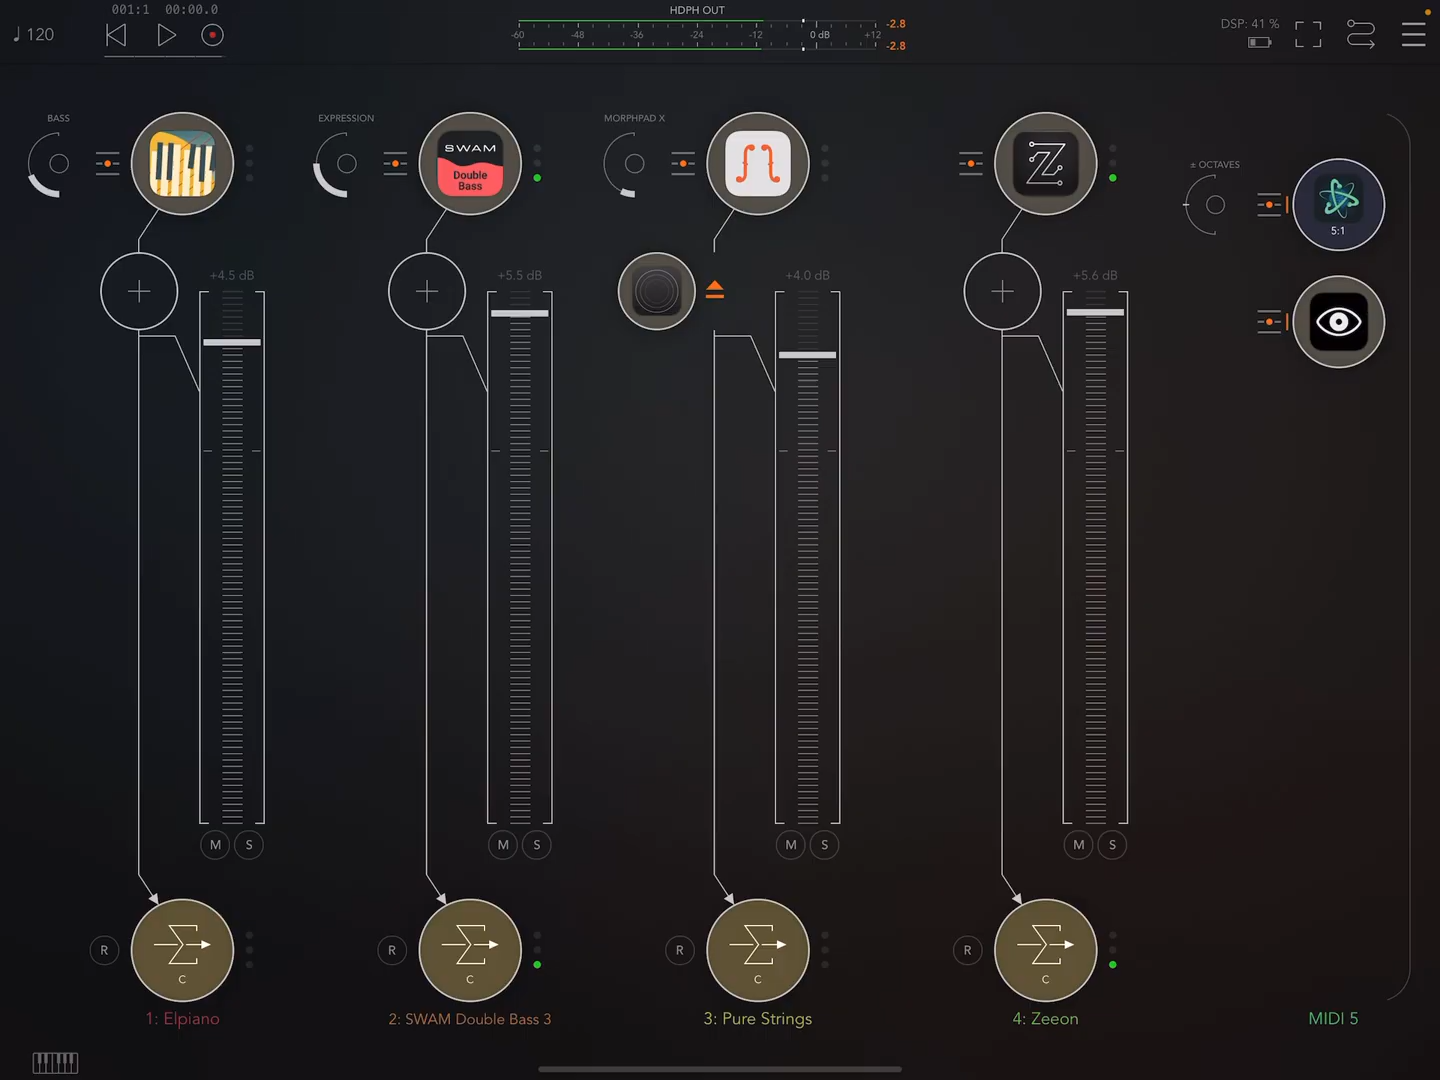 001:1 00:00.0
120
HDPH OUT
-60 -48 -36 -24 -12 0 dB +12
-2.8
-2.8
DSP: 41 %
BASS
EXPRESSION
MORPHPAD X
± OCTAVES
SWAM
Double
Bass
Z
5:1
+4.5 dB
+5.5 dB
+4.0 dB
+5.6 dB
M S
M S
M S
M S
R
C
R
C
R
C
R
C
1: Elpiano
2: SWAM Double Bass 3
3: Pure Strings
4: Zeeon
MIDI 5